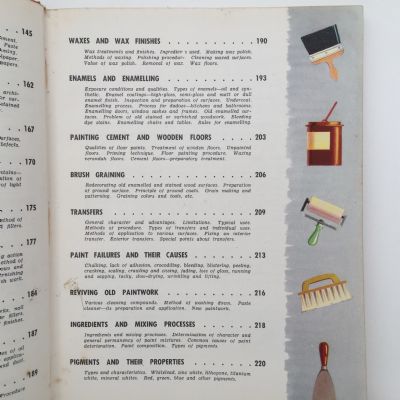 145
162
167
170
175
177
184
189
Procedure
WAXES AND WAX FINISHES 190
Wax treatments and finishes. Ingredients used. Making wax polish.
Methods of waxing. Polishing procedure. Cleaning waxed surfaces.
Value of wax polish. Removal of wax. Wax floors.
ENAMELS AND ENAMELLING 193
Exposure conditions and qualities. Types of enamels—oil and synthetic. Enamel coatings—high-gloss, semi-gloss and matt or dull
enamel finish. Inspection and preparation of surfaces. Undercoat
Enamelling process. Process for dadoes—kitchens and bathrooms.
Enamelling doors, window frames and sashes. Old enamelled surfaces. Problem of old stained or varnished woodwork. Bleeding
dye stains. Enamelling chairs and table. Rules for enamelling
PAINTING CEMENT AND WOODEN FLOORS 203
Qualities of floor paints. Treatment of wooden floors. Unpainted
floors. Priming technique. Floor painting procedure. Waxing
verandah floors. Cement floors—preparatory treatment.
BRUSH GRAINING 206
Redecorating old enamelled and stained wood surfaces. Preparation
of ground surface. Principle of ground coats. Grain making and
patterning. Graining colors. Graining tools, etc.
TRANSFERS 209
General character and advantages. Limitations. Typical uses.
Methods of procedure. Types of transfers and individual uses.
Methods of application to various surfaces. Fixing on interior
transfer. Exterior transfers. Special points about transfers.
PAINT FAILURES AND THEIR CAUSES 213
Chalking, lack of adhesion, crocodiling, bleeding, blistering, peeling,
cracking, scaling, crawling and cissing, fading, loss of gloss, running
and sagging, tacky, slow-drying, wrinkling or frilling.
REVIVING OLD PAINTWORK 216
Various cleaning compounds. Method of washing down. Paste
cleaner—its preparation and application. New paintwork.
INGREDIENTS AND MIXING PROCESSES 218
Ingredients and mixing processes. Determination of character and
general permanency of paint mixtures. Common causes of paint
deterioration. Paint composition. Types of pigments.
PIGMENTS AND THEIR PROPERTIES 220
Types and characteristics. Whitelead, zinc white, lithopone, titanium
white, mineral whites. Red, green, blue and other pigments.